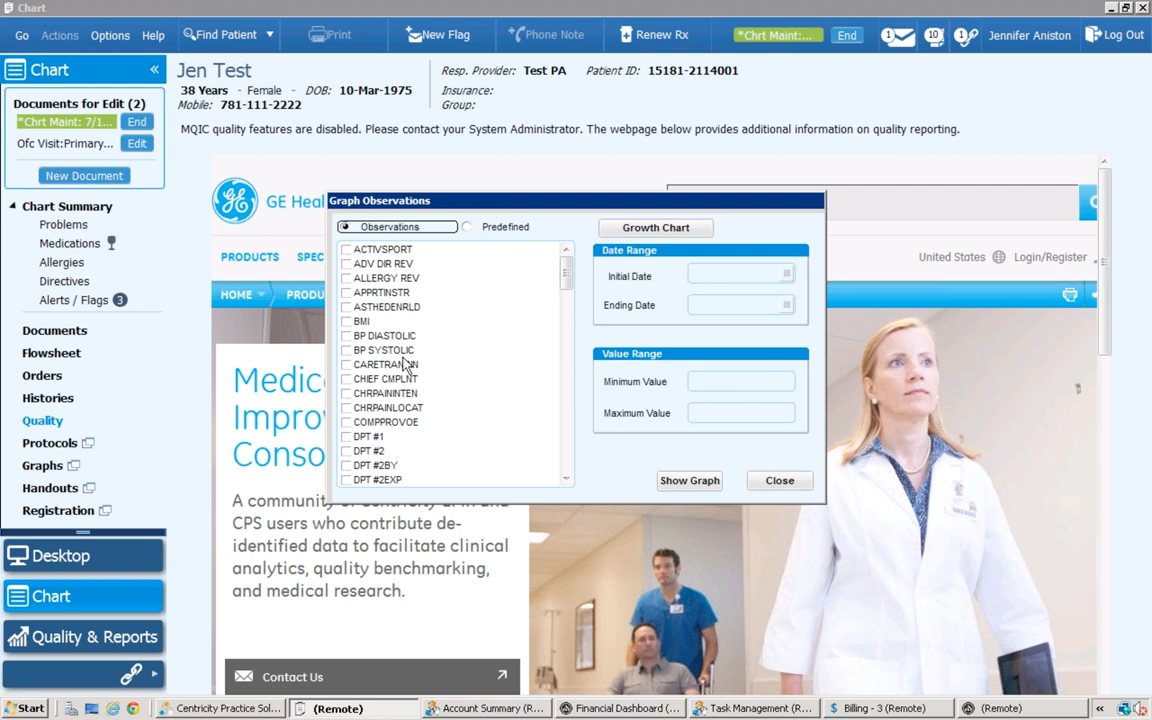 Chart
Go Actions Options Help Find Patient Print New Flag Phone Note Renew Rx *Chrt Maint:... End 1 10 1 Jennifer Aniston Log Out
Chart «
Documents for Edit (2)
*Chrt Maint: 7/1... End
Ofc Visit:Primary... Edit
New Document
Chart Summary
Problems
Medications
Allergies
Directives
Alerts / Flags 3
Documents
Flowsheet
Orders
Histories
Quality
Protocols
Graphs
Handouts
Registration
Desktop
Chart
Quality & Reports
Jen Test
38 Years - Female - DOB: 10-Mar-1975
Mobile: 781-111-2222
Resp. Provider: Test PA Patient ID: 15181-2114001
Insurance:
Group:
MQIC quality features are disabled. Please contact your System Administrator. The webpage below provides additional information on quality reporting.
GE Heal
PRODUCTS SPEC
United States Login/Register
HOME PRODU
Medic
Impro
Conso
A community of Centricity EMR and
CPS users who contribute de-
identified data to facilitate clinical
analytics, quality benchmarking,
and medical research.
Contact Us
Graph Observations
Observations Predefined
ACTIVSPORT
ADV DIR REV
ALLERGY REV
APPRTINSTR
ASTHEDENRLD
BMI
BP DIASTOLIC
BP SYSTOLIC
CHIEF CMPLNT
CHRPAININTEN
CHRPAINLOCAT
COMPPROVOE
DPT #1
DPT #2
DPT #2BY
DPT #2EXP
Growth Chart
Date Range
Initial Date
Ending Date
Value Range
Minimum Value
Maximum Value
Show Graph Close
Start Centricity Practice Sol... (Remote) Account Summary (R... Financial Dashboard (... Task Management (R... Billing - 3 (Remote) (Remote) «